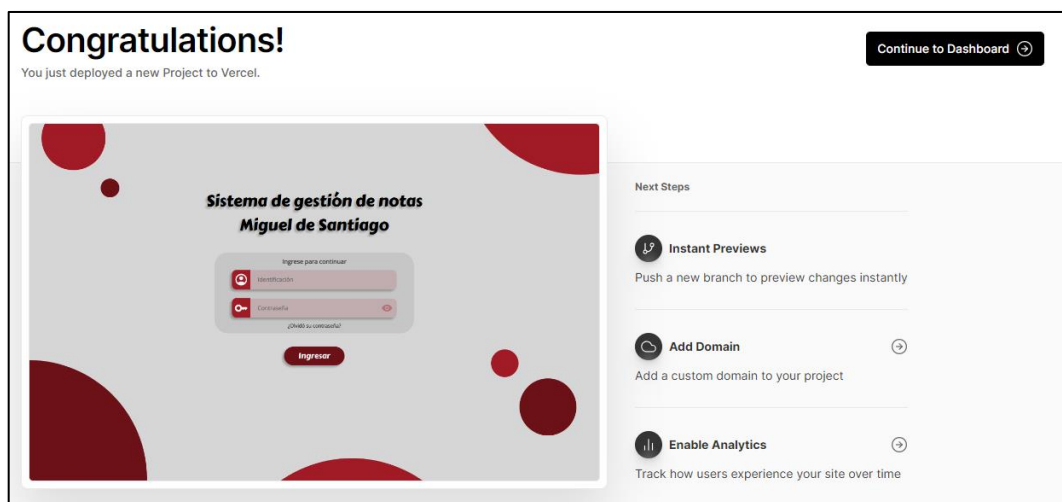 Congratulations!
Continue to Dashboard
You just deployed a new Project to Vercel.
Sistema de gestión de notas
Miguel de Santiago
Ingrese para continuar
Identificación
Contraseña
¿Olvidó su contraseña?
Ingresar
Next Steps
Instant Previews
Push a new branch to preview changes instantly
Add Domain
Add a custom domain to your project
Enable Analytics
Track how users experience your site over time